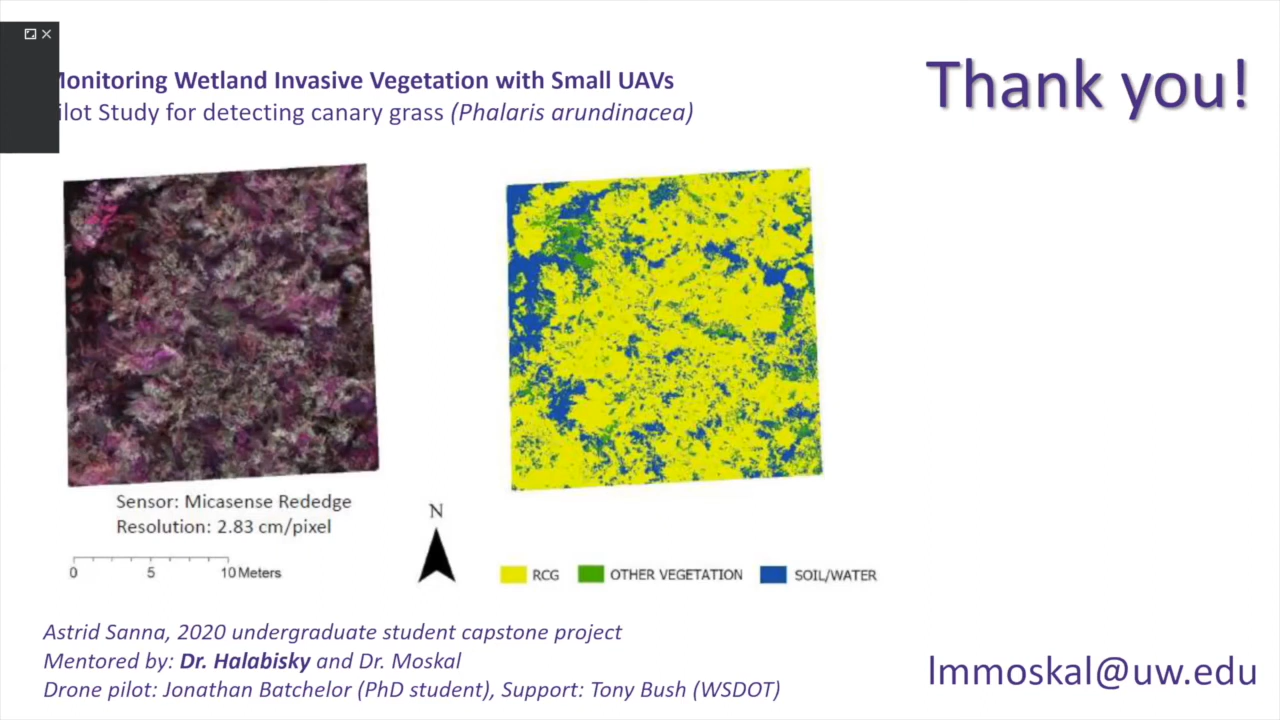 onitoring Wetland Invasive Vegetation with Small UAVs
ilot Study for detecting canary grass (Phalaris arundinacea)
Thank you!
Sensor: Micasense Rededge
Resolution: 2.83 cm/pixel
0 5 10 Meters
N
RCG OTHER VEGETATION SOIL/WATER
Astrid Sanna, 2020 undergraduate student capstone project
Mentored by: Dr. Halabisky and Dr. Moskal
Drone pilot: Jonathan Batchelor (PhD student), Support: Tony Bush (WSDOT)
lmmoskal@uw.edu